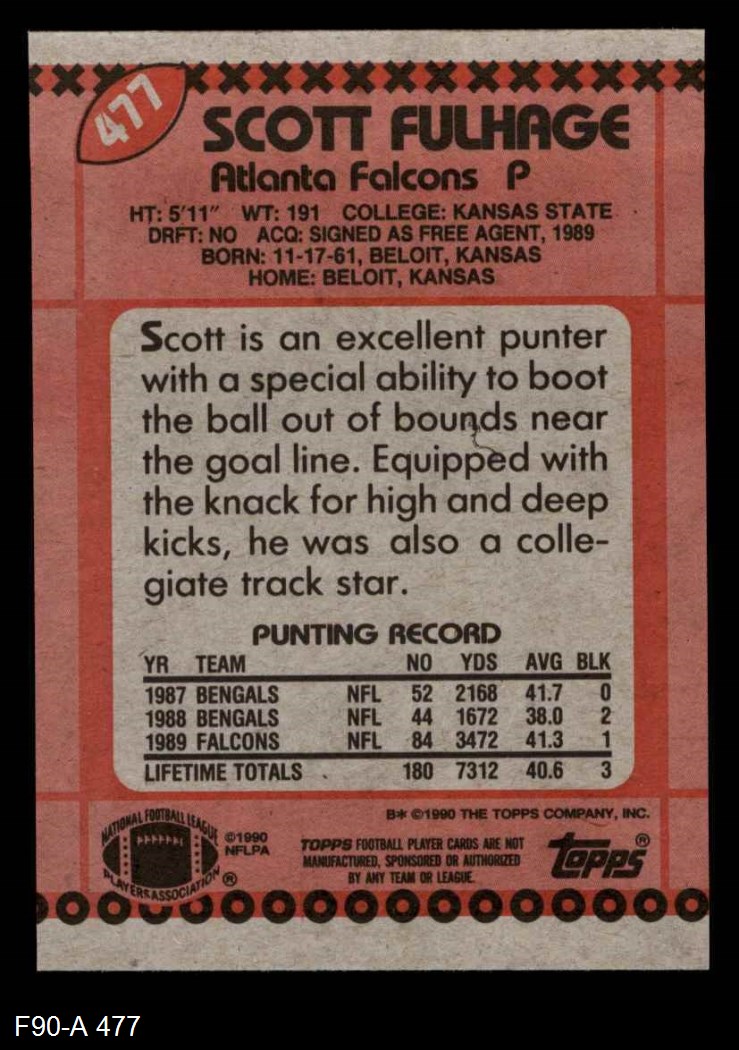 477
SCOTT FULHAGE
Atlanta Falcons P
HT: 5'11" WT: 191 COLLEGE: KANSAS STATE
DRFT: NO ACQ: SIGNED AS FREE AGENT, 1989
BORN: 11-17-61, BELOIT, KANSAS
HOME: BELOIT, KANSAS
Scott is an excellent punter
with a special ability to boot
the ball out of bounds near
the goal line. Equipped with
the knack for high and deep
kicks, he was also a colle-
giate track star.
PUNTING RECORD
YR TEAM NO YDS AVG BLK
1987 BENGALS NFL 52 2168 41.7 0
1988 BENGALS NFL 44 1672 38.0 2
1989 FALCONS NFL 84 3472 41.3 1
LIFETIME TOTALS 180 7312 40.6 3
B* ©1990 THE TOPPS COMPANY, INC.
NATIONAL FOOTBALL LEAGUE
PLAYERS ASSOCIATION ®
©1990
NFLPA
TOPPS FOOTBALL PLAYER CARDS ARE NOT
MANUFACTURED, SPONSORED OR AUTHORIZED
BY ANY TEAM OR LEAGUE.
topps®
F90-A 477